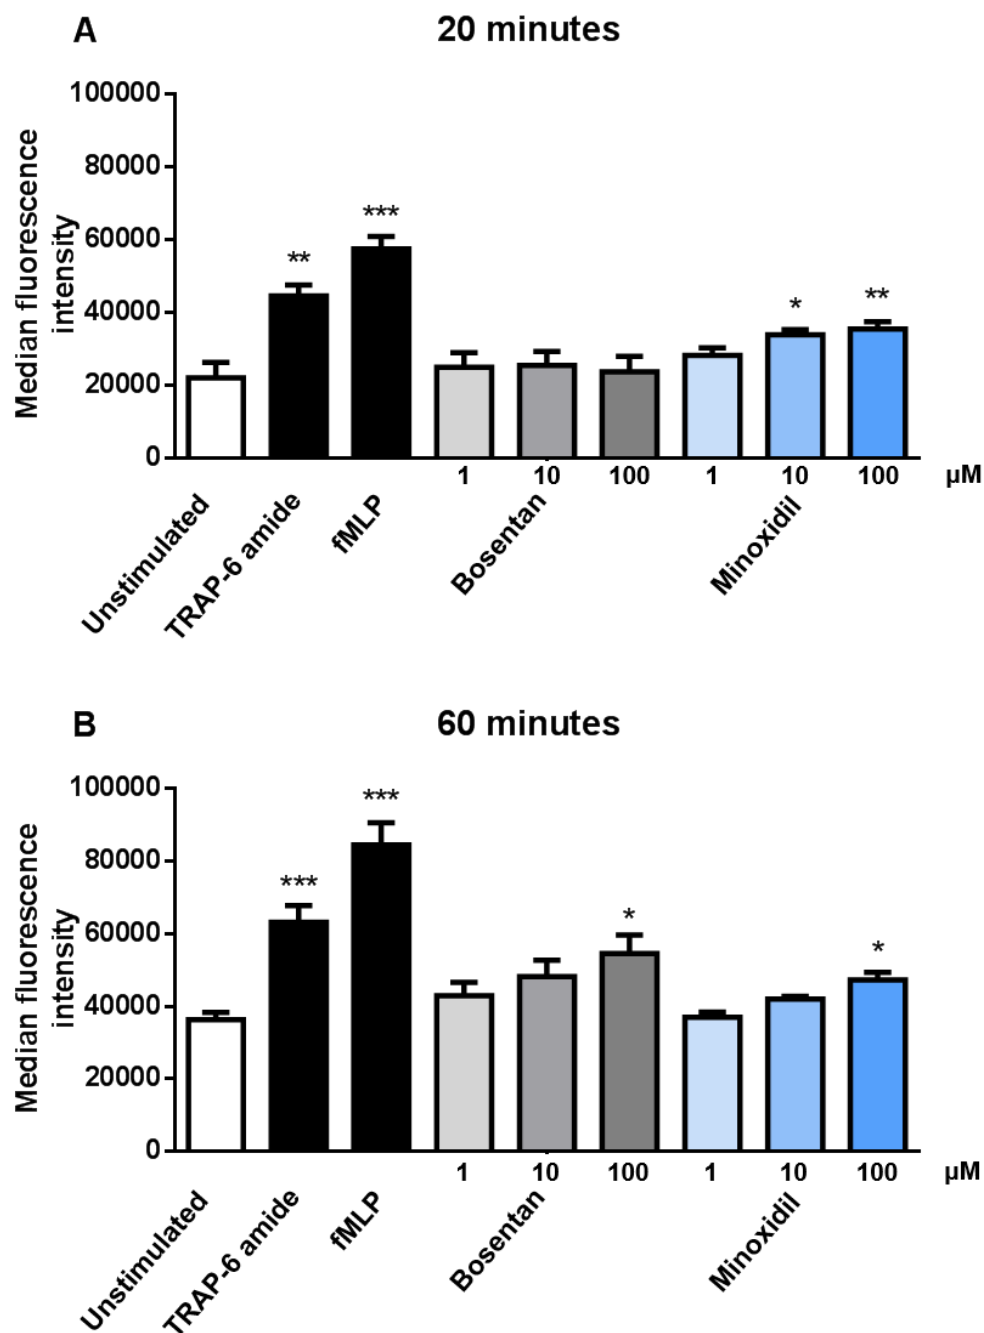 A
20 minutes
Median fluorescence
intensity
100000
80000
60000
40000
20000
0
**
***
*
**
1 10 100 1 10 100 µM
Unstimulated
TRAP-6 amide
fMLP
Bosentan
Minoxidil
B
60 minutes
Median fluorescence
intensity
100000
80000
60000
40000
20000
0
***
***
*
*
1 10 100 1 10 100 µM
Unstimulated
TRAP-6 amide
fMLP
Bosentan
Minoxidil